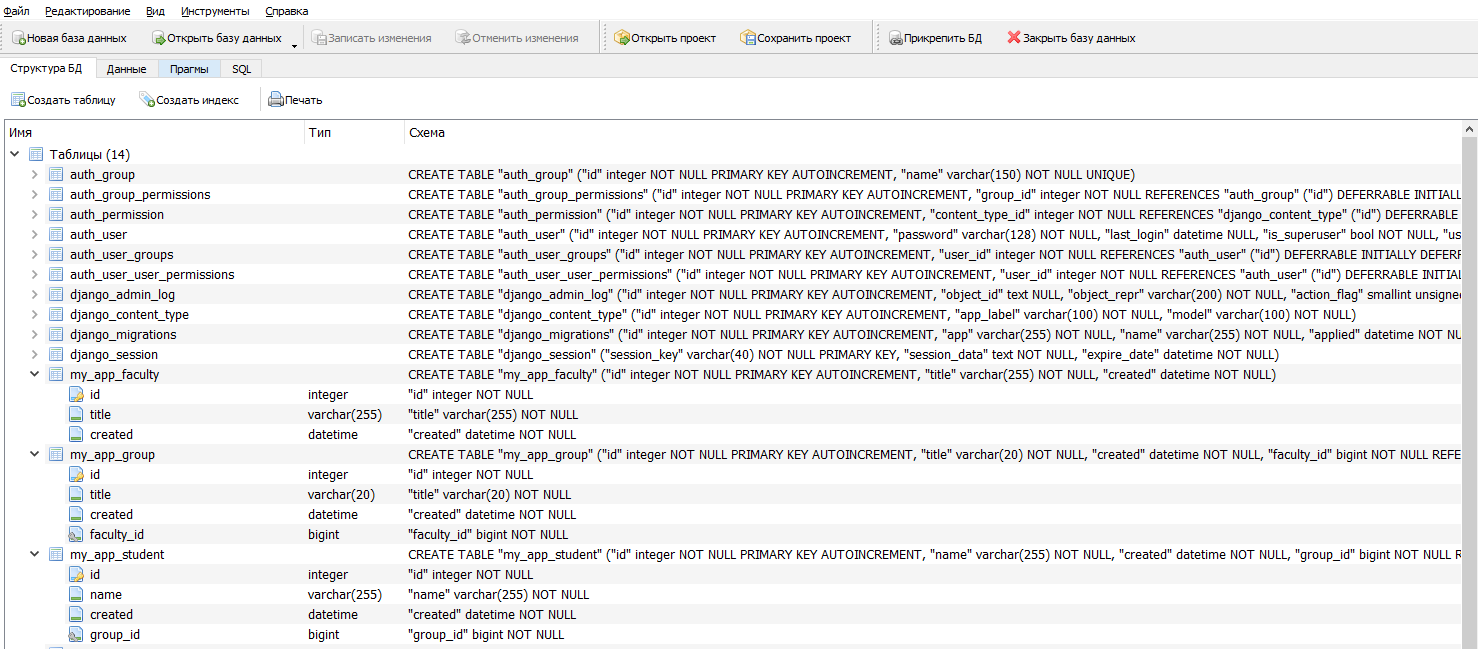 Файл Редактирование Вид Инструменты Справка
Новая база данных Открыть базу данных Записать изменения Отменить изменения Открыть проект Сохранить проект Прикрепить БД Закрыть базу данных
Структура БД Данные Прагмы SQL
Создать таблицу Создать индекс Печать
Имя Тип Схема
Таблицы (14)
auth_group CREATE TABLE "auth_group" ("id" integer NOT NULL PRIMARY KEY AUTOINCREMENT, "name" varchar(150) NOT NULL UNIQUE)
auth_group_permissions CREATE TABLE "auth_group_permissions" ("id" integer NOT NULL PRIMARY KEY AUTOINCREMENT, "group_id" integer NOT NULL REFERENCES "auth_group" ("id") DEFERRABLE INITIALL
auth_permission CREATE TABLE "auth_permission" ("id" integer NOT NULL PRIMARY KEY AUTOINCREMENT, "content_type_id" integer NOT NULL REFERENCES "django_content_type" ("id") DEFERRABLE
auth_user CREATE TABLE "auth_user" ("id" integer NOT NULL PRIMARY KEY AUTOINCREMENT, "password" varchar(128) NOT NULL, "last_login" datetime NULL, "is_superuser" bool NOT NULL, "us
auth_user_groups CREATE TABLE "auth_user_groups" ("id" integer NOT NULL PRIMARY KEY AUTOINCREMENT, "user_id" integer NOT NULL REFERENCES "auth_user" ("id") DEFERRABLE INITIALLY DEFERR
auth_user_user_permissions CREATE TABLE "auth_user_user_permissions" ("id" integer NOT NULL PRIMARY KEY AUTOINCREMENT, "user_id" integer NOT NULL REFERENCES "auth_user" ("id") DEFERRABLE INITIAL
django_admin_log CREATE TABLE "django_admin_log" ("id" integer NOT NULL PRIMARY KEY AUTOINCREMENT, "object_id" text NULL, "object_repr" varchar(200) NOT NULL, "action_flag" smallint unsigne
django_content_type CREATE TABLE "django_content_type" ("id" integer NOT NULL PRIMARY KEY AUTOINCREMENT, "app_label" varchar(100) NOT NULL, "model" varchar(100) NOT NULL)
django_migrations CREATE TABLE "django_migrations" ("id" integer NOT NULL PRIMARY KEY AUTOINCREMENT, "app" varchar(255) NOT NULL, "name" varchar(255) NOT NULL, "applied" datetime NOT NU
django_session CREATE TABLE "django_session" ("session_key" varchar(40) NOT NULL PRIMARY KEY, "session_data" text NOT NULL, "expire_date" datetime NOT NULL)
my_app_faculty CREATE TABLE "my_app_faculty" ("id" integer NOT NULL PRIMARY KEY AUTOINCREMENT, "title" varchar(255) NOT NULL, "created" datetime NOT NULL)
id integer "id" integer NOT NULL
title varchar(255) "title" varchar(255) NOT NULL
created datetime "created" datetime NOT NULL
my_app_group CREATE TABLE "my_app_group" ("id" integer NOT NULL PRIMARY KEY AUTOINCREMENT, "title" varchar(20) NOT NULL, "created" datetime NOT NULL, "faculty_id" bigint NOT NULL REFE
id integer "id" integer NOT NULL
title varchar(20) "title" varchar(20) NOT NULL
created datetime "created" datetime NOT NULL
faculty_id bigint "faculty_id" bigint NOT NULL
my_app_student CREATE TABLE "my_app_student" ("id" integer NOT NULL PRIMARY KEY AUTOINCREMENT, "name" varchar(255) NOT NULL, "created" datetime NOT NULL, "group_id" bigint NOT NULL R
id integer "id" integer NOT NULL
name varchar(255) "name" varchar(255) NOT NULL
created datetime "created" datetime NOT NULL
group_id bigint "group_id" bigint NOT NULL